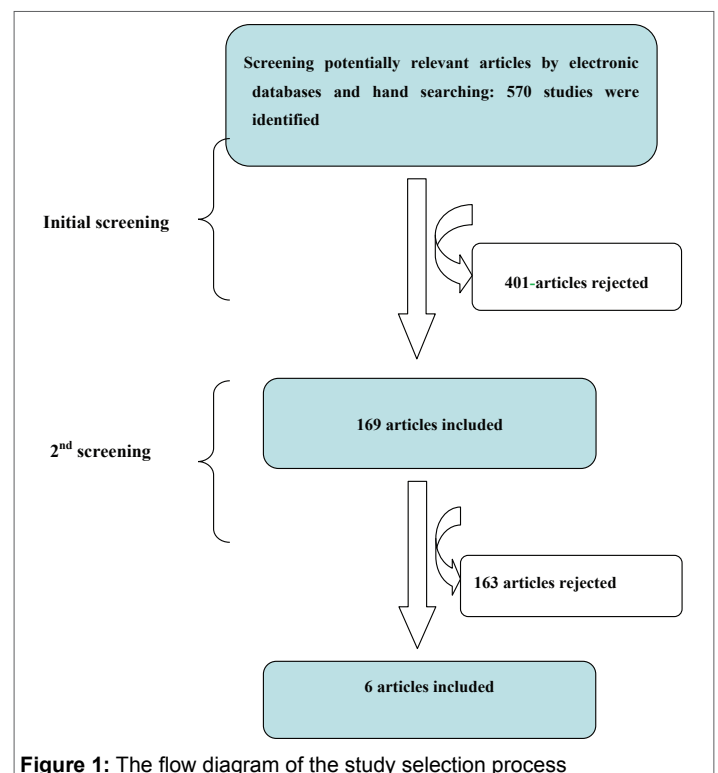 Screening potentially relevant articles by electronic
databases and hand searching: 570 studies were
identified
Initial screening
401-articles rejected
169 articles included
2nd screening
163 articles rejected
6 articles included
Figure 1: The flow diagram of the study selection process